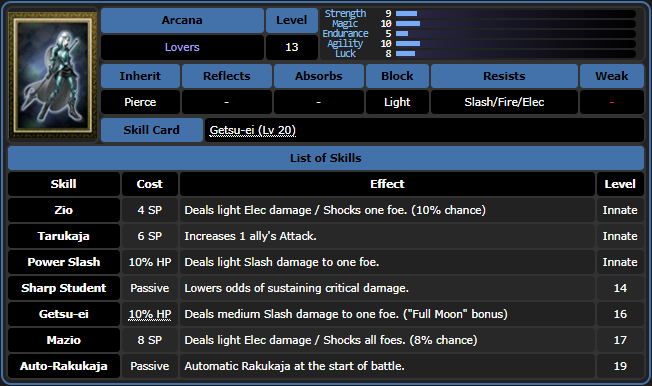 Arcana Level
Lovers 13
Strength 9
Magic 10
Endurance 5
Agility 10
Luck 8
Inherit Reflects Absorbs Block Resists Weak
Pierce - - Light Slash/Fire/Elec -
Skill Card Getsu-ei (Lv 20)
List of Skills
Skill Cost Effect Level
Zio 4 SP Deals light Elec damage / Shocks one foe. (10% chance) Innate
Tarukaja 6 SP Increases 1 ally's Attack. Innate
Power Slash 10% HP Deals light Slash damage to one foe. Innate
Sharp Student Passive Lowers odds of sustaining critical damage. 14
Getsu-ei 10% HP Deals medium Slash damage to one foe. ("Full Moon" bonus) 16
Mazio 8 SP Deals light Elec damage / Shocks all foes. (8% chance) 17
Auto-Rakukaja Passive Automatic Rakukaja at the start of battle. 19